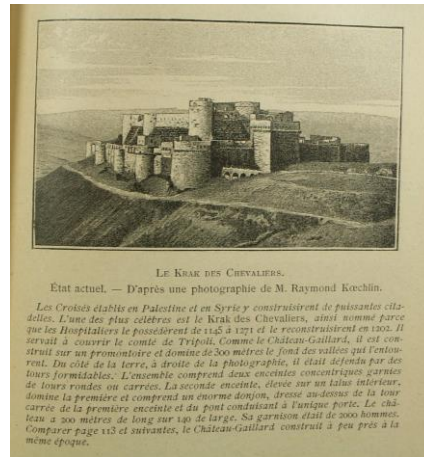 LE KRAK DES CHEVALIERS.
État actuel. — D'après une photographie de M. Raymond Kœchlin.
Les Croisés établis en Palestine et en Syrie y construisirent de puissantes cita-
delles. L'une des plus célèbres est le Krak des Chevaliers, ainsi nommé parce
que les Hospitaliers le possédèrent de 1145 à 1271 et le reconstruisirent en 1202. Il
servait à couvrir le comté de Tripoli. Comme le Château-Gaillard, il est con-
struit sur un promontoire et domine de 300 mètres le fond des vallées qui l'entou-
rent. Du côté de la terre, à droite de la photographie, il était défendu par des
tours formidables. L'ensemble comprend deux enceintes concentriques garnies
de tours rondes ou carrées. La seconde enceinte, élevée sur un talus intérieur,
domine la première et comprend un énorme donjon, dressé au-dessus de la tour
carrée de la première enceinte et du pont conduisant à l'unique porte. Le châ-
teau a 200 mètres de long sur 140 de large. Sa garnison était de 2000 hommes.
Comparer page 113 et suivantes, le Château-Gaillard construit à peu près à la
même époque.